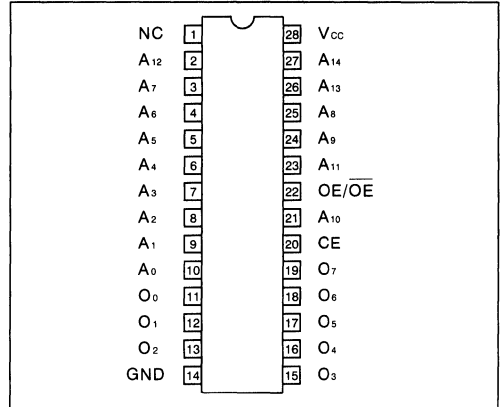 NC 1 28 Vcc
A12 2 27 A14
A7 3 26 A13
A6 4 25 A8
A5 5 24 A9
A4 6 23 A11
A3 7 22 OE/O̅E̅
A2 8 21 A10
A1 9 20 CE
A0 10 19 O7
O0 11 18 O6
O1 12 17 O5
O2 13 16 O4
GND 14 15 O3